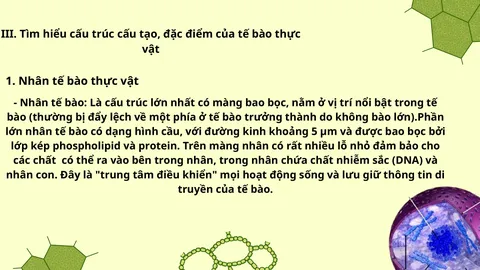 III. Tìm hiểu cấu trúc cấu tạo, đặc điểm của tế bào thực
vật
1. Nhân tế bào thực vật
- Nhân tế bào: Là cấu trúc lớn nhất có màng bao bọc, nằm ở vị trí nổi bật trong tế
bào (thường bị đẩy lệch về một phía ở tế bào trưởng thành do không bào lớn).Phần
lớn nhân tế bào có dạng hình cầu, với đường kinh khoảng 5 µm và được bao bọc bởi
lớp kép phospholipid và protein. Trên màng nhân có rất nhiều lỗ nhỏ đảm bảo cho
các chất có thể ra vào bên trong nhân, trong nhân chứa chất nhiễm sắc (DNA) và
nhân con. Đây là "trung tâm điều khiển" mọi hoạt động sống và lưu giữ thông tin di
truyền của tế bào.